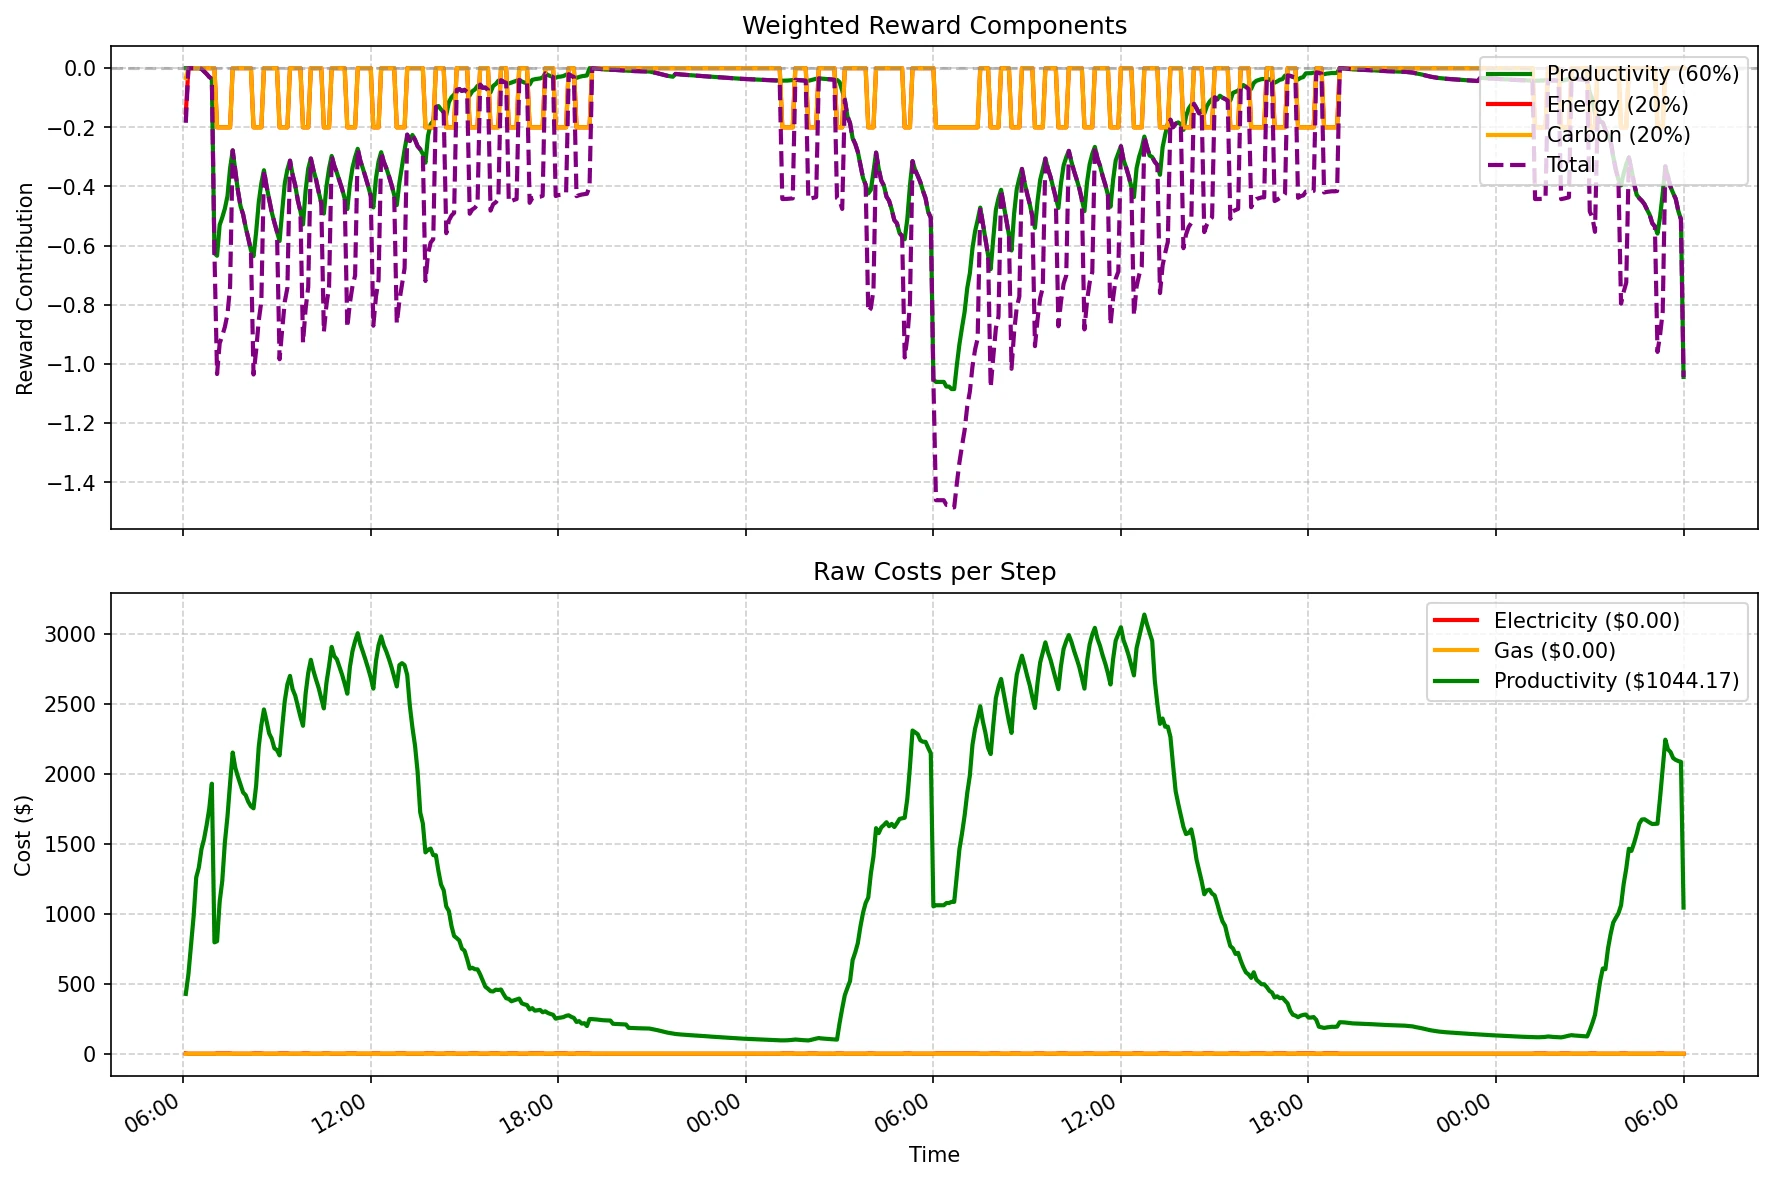 Weighted Reward Components
Reward Contribution
0.0
−0.2
−0.4
−0.6
−0.8
−1.0
−1.2
−1.4
Productivity (60%)
Energy (20%)
Carbon (20%)
Total
Raw Costs per Step
Cost ($)
3000
2500
2000
1500
1000
500
0
Electricity ($0.00)
Gas ($0.00)
Productivity ($1044.17)
06:00 12:00 18:00 00:00 06:00 12:00 18:00 00:00 06:00
Time